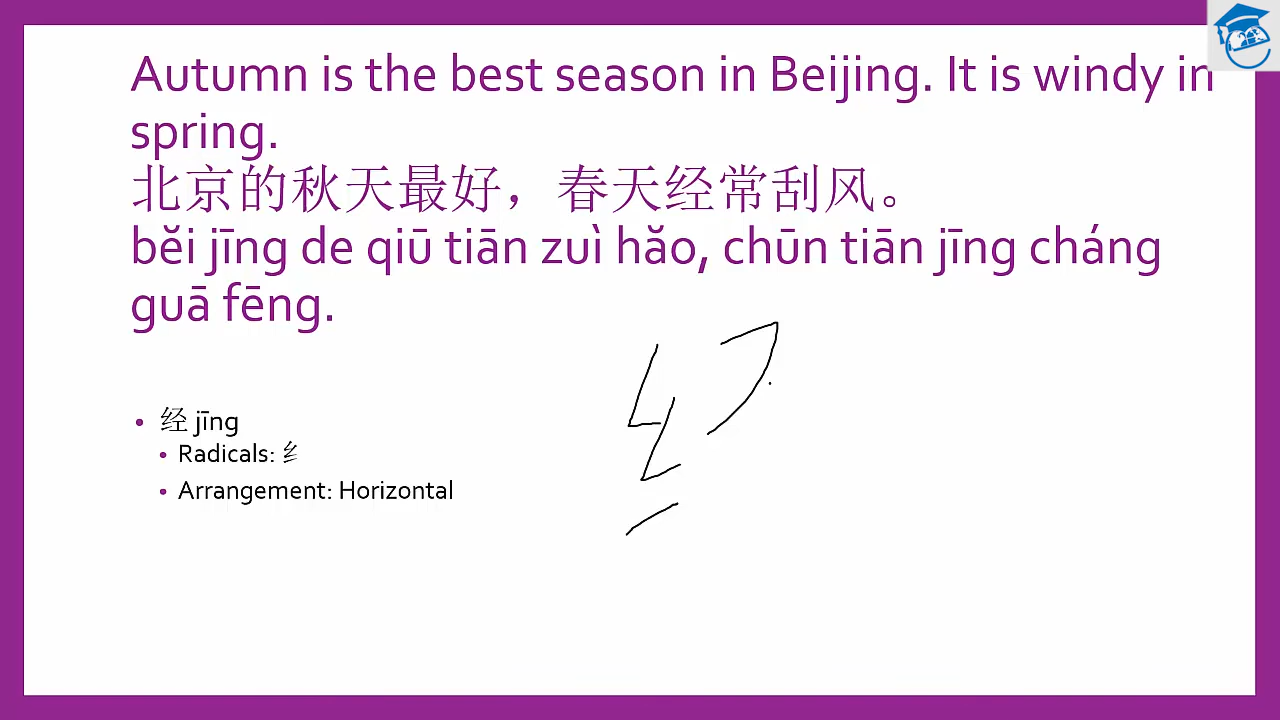 Autumn is the best season in Beijing. It is windy in
spring.
北京的秋天最好，春天经常刮风。
bĕi jīng de qiū tiān zuì hăo, chūn tiān jīng cháng
guā fēng.
• 经 jīng
• Radicals: 纟
• Arrangement: Horizontal